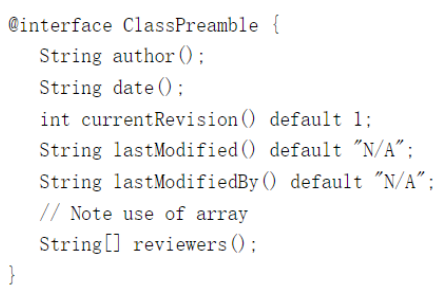 @interface ClassPreamble {
   String author();
   String date();
   int currentRevision() default 1;
   String lastModified() default "N/A";
   String lastModifiedBy() default "N/A";
   // Note use of array
   String[] reviewers();
}